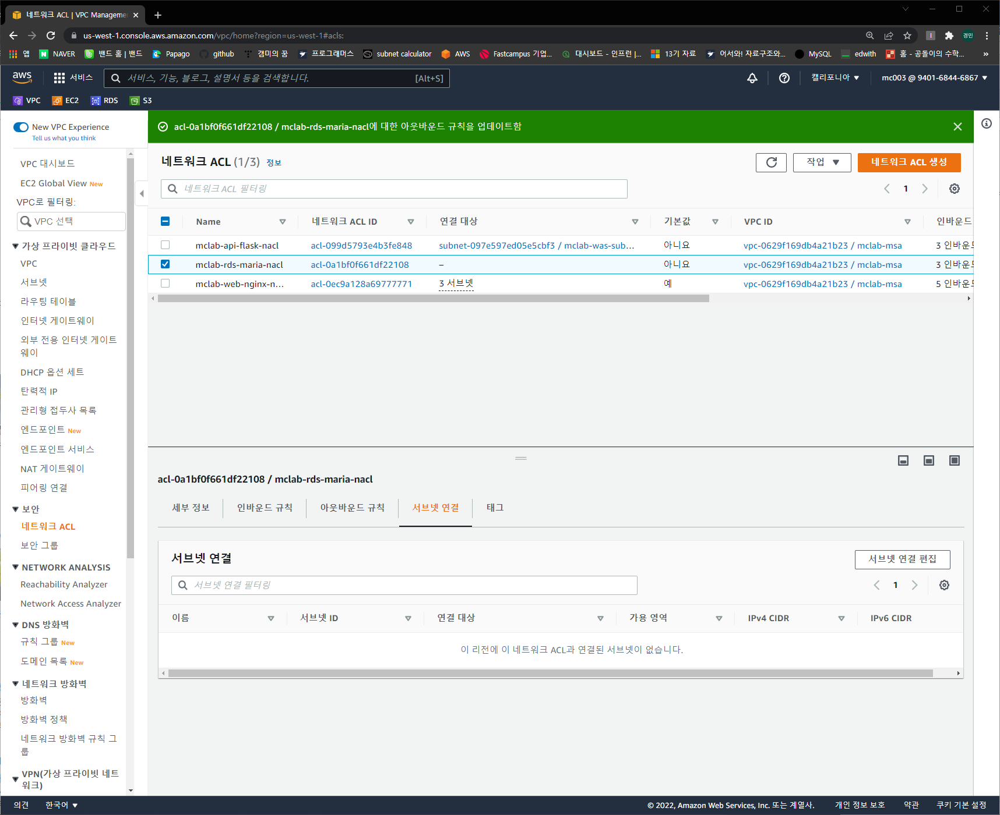 네트워크 ACL | VPC Manageme
us-west-1.console.aws.amazon.com/vpc/home?region=us-west-1#acls:
경민
앱 NAVER 밴드 홈 | 밴드 Papago github 캠미의 꿈 프로그래머스 subnet calculator AWS Fastcampus 기업... 대시보드 - 인프런 |... 13기 자료 어서와! 자료구조와... MySQL edwith 홈 - 공돌이의 수학... »
aws 서비스 서비스, 기능, 블로그, 설명서 등을 검색합니다. [Alt+S] 캘리포니아 ▼ mc003 @ 9401-6844-6867 ▼
VPC EC2 RDS S3
New VPC Experience
Tell us what you think
VPC 대시보드
EC2 Global View New
VPC로 필터링:
VPC 선택
가상 프라이빗 클라우드
VPC
서브넷
라우팅 테이블
인터넷 게이트웨이
외부 전용 인터넷 게이트
웨이
DHCP 옵션 세트
탄력적 IP
관리형 접두사 목록
엔드포인트 New
엔드포인트 서비스
NAT 게이트웨이
피어링 연결
보안
네트워크 ACL
보안 그룹
NETWORK ANALYSIS
Reachability Analyzer
Network Access Analyzer
DNS 방화벽
규칙 그룹 New
도메인 목록 New
네트워크 방화벽
방화벽
방화벽 정책
네트워크 방화벽 규칙 그
룹
VPN(가상 프라이빗 네트
워크)
acl-0a1bf0f661df22108 / mclab-rds-maria-nacl에 대한 아웃바운드 규칙을 업데이트함
네트워크 ACL (1/3) 정보
작업 ▼ 네트워크 ACL 생성
네트워크 ACL 필터링
1
Name 네트워크 ACL ID 연결 대상 기본값 VPC ID 인바운드
mclab-api-flask-nacl acl-099d5793e4b3fe848 subnet-097e597ed05e5cbf3 / mclab-was-sub... 아니요 vpc-0629f169db4a21b23 / mclab-msa 3 인바운드
mclab-rds-maria-nacl acl-0a1bf0f661df22108 – 아니요 vpc-0629f169db4a21b23 / mclab-msa 3 인바운드
mclab-web-nginx-n... acl-0ec9a128a69777771 3 서브넷 예 vpc-0629f169db4a21b23 / mclab-msa 5 인바운드
acl-0a1bf0f661df22108 / mclab-rds-maria-nacl
세부 정보 인바운드 규칙 아웃바운드 규칙 서브넷 연결 태그
서브넷 연결
서브넷 연결 편집
서브넷 연결 필터링
1
이름 서브넷 ID 연결 대상 가용 영역 IPv4 CIDR IPv6 CIDR
이 리전에 이 네트워크 ACL과 연결된 서브넷이 없습니다.
의견 한국어 ▼
© 2022, Amazon Web Services, Inc. 또는 계열사. 개인 정보 보호 약관 쿠키 기본 설정